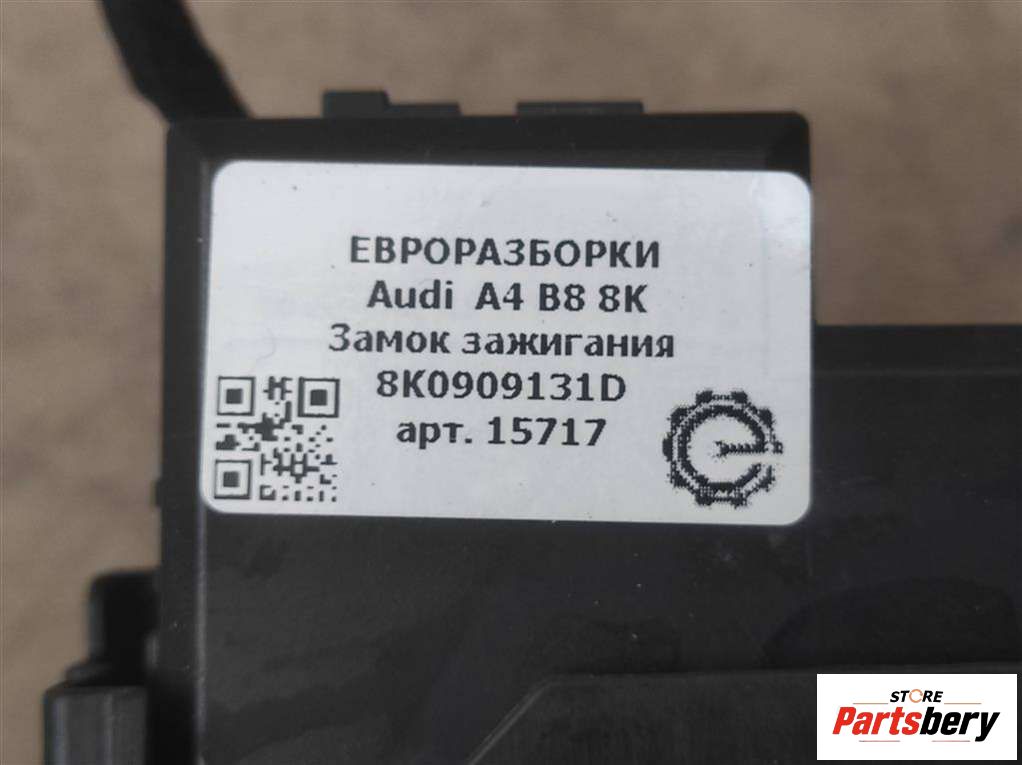 ЕВРОРАЗБОРКИ
Audi A4 B8 8K
Замок зажигания
8K0909131D
арт. 15717
STORE
Partsbery